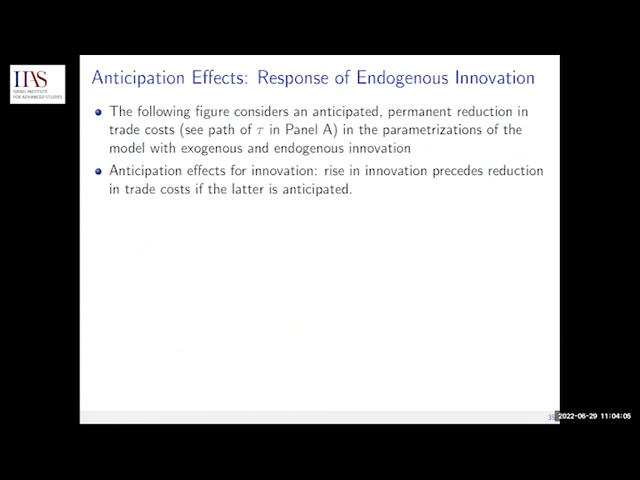 IIAS
ISRAEL INSTITUTE
FOR ADVANCED STUDIES
Anticipation Effects: Response of Endogenous Innovation
The following figure considers an anticipated, permanent reduction in
trade costs (see path of τ in Panel A) in the parametrizations of the
model with exogenous and endogenous innovation
Anticipation effects for innovation: rise in innovation precedes reduction
in trade costs if the latter is anticipated.
2022-06-29 11:04:05